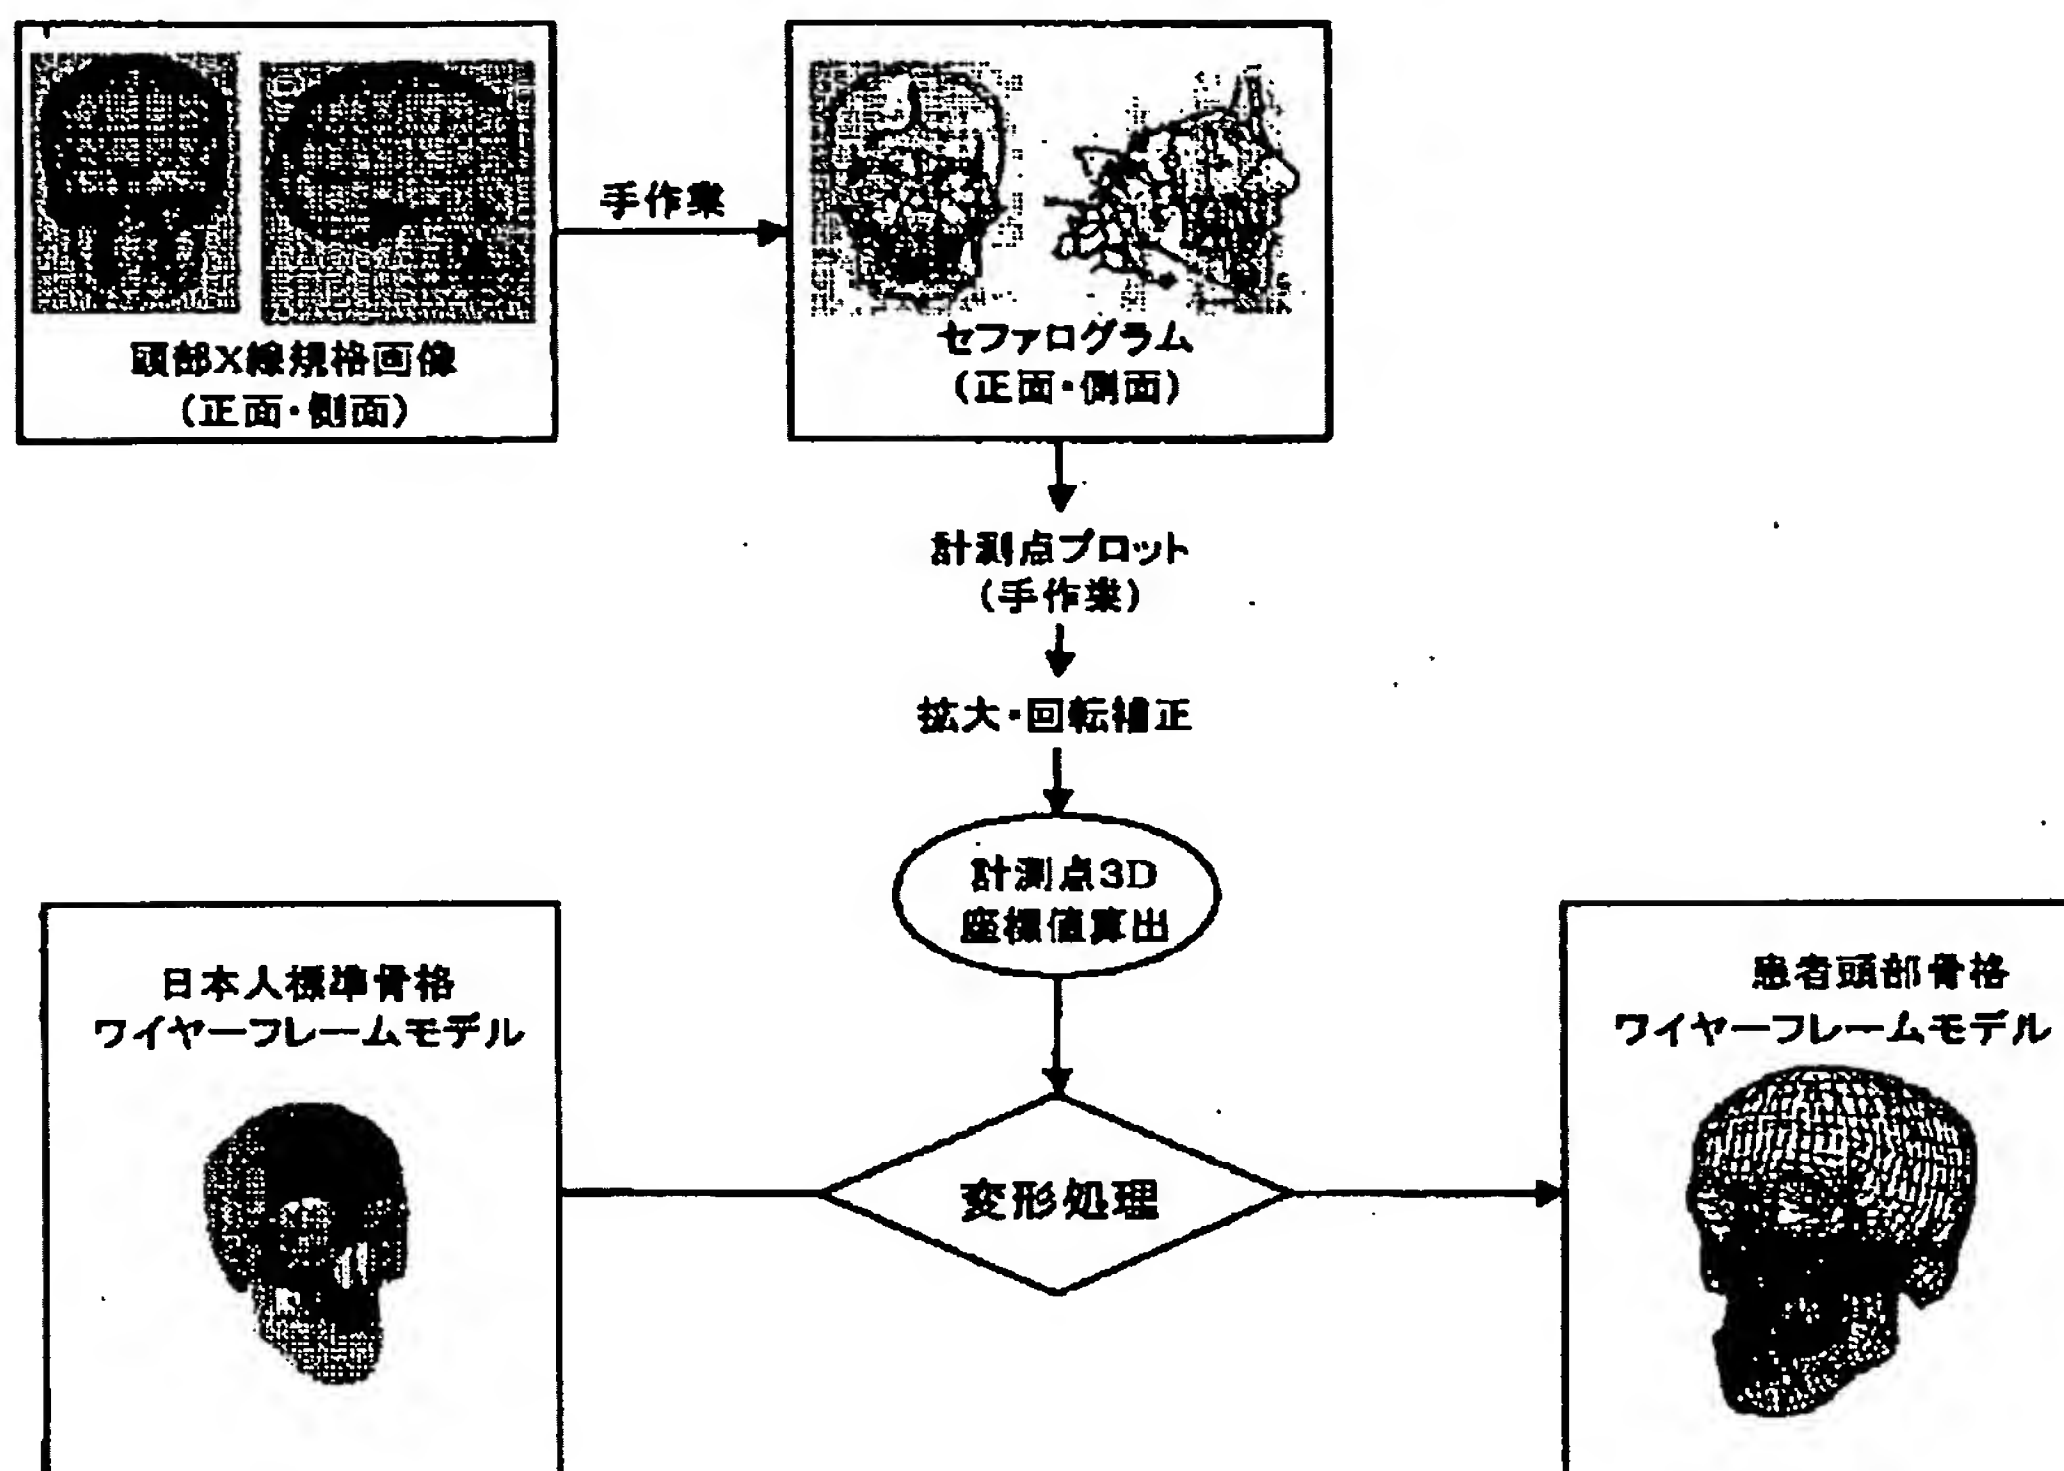 手作業
頭部X線規格画像
(正面・側面)
セファログラム
(正面・側面)
計測点プロット
(手作業)
拡大・回転補正
計測点3D
座標値算出
日本人標準骨格
ワイヤーフレームモデル
変形処理
患者頭部骨格
ワイヤーフレームモデル